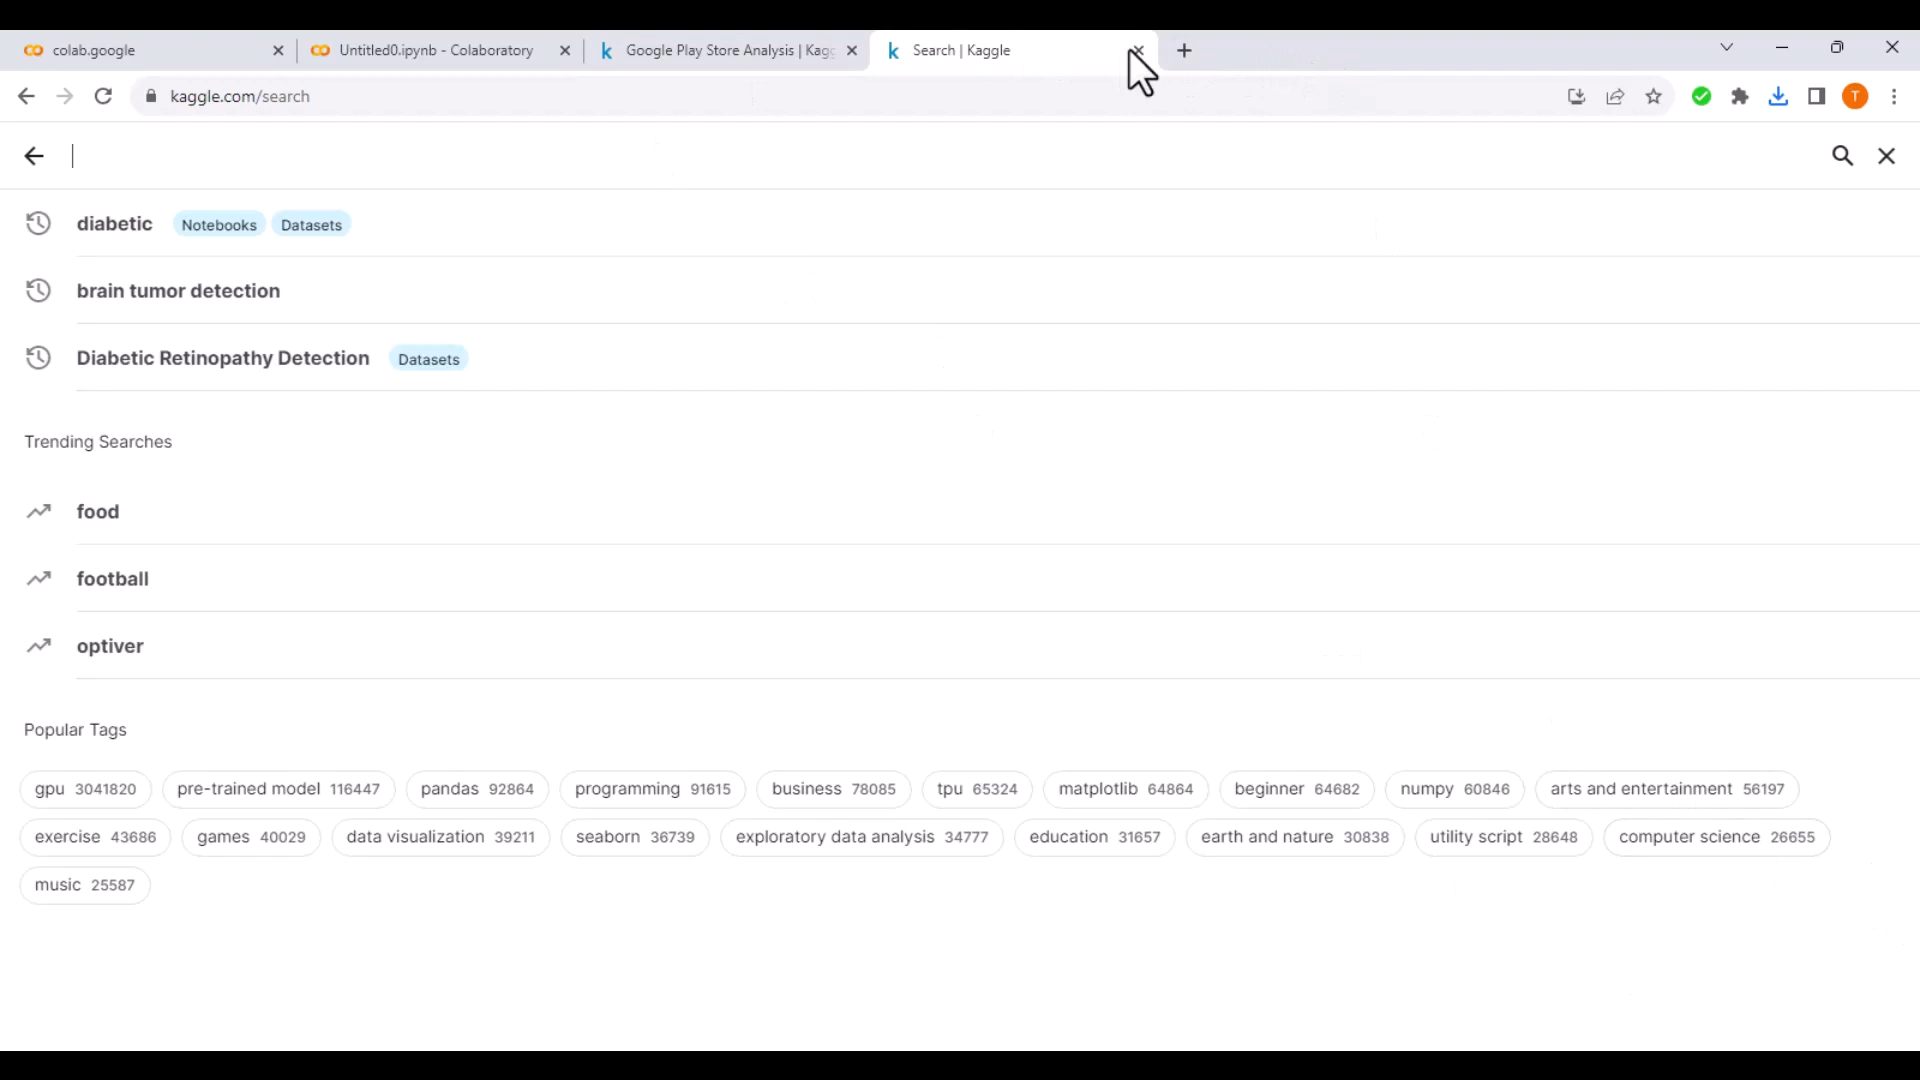 colab.google Untitled0.ipynb - Colaboratory Google Play Store Analysis | Kagg Search | Kaggle
kaggle.com/search T
diabetic Notebooks Datasets
brain tumor detection
Diabetic Retinopathy Detection Datasets
Trending Searches
food
football
optiver
Popular Tags
gpu 3041820 pre-trained model 116447 pandas 92864 programming 91615 business 78085 tpu 65324 matplotlib 64864 beginner 64682 numpy 60846 arts and entertainment 56197
exercise 43686 games 40029 data visualization 39211 seaborn 36739 exploratory data analysis 34777 education 31657 earth and nature 30838 utility script 28648 computer science 26655
music 25587